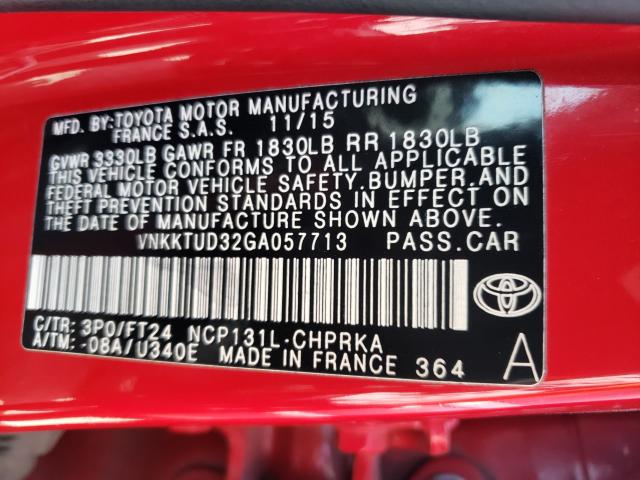 MFD. BY:TOYOTA MOTOR MANUFACTURING
FRANCE S.A.S. 11/15
GVWR 3330LB GAWR FR 1830LB RR 1830LB
THIS VEHICLE CONFORMS TO ALL APPLICABLE
FEDERAL MOTOR VEHICLE SAFETY,BUMPER,AND
THEFT PREVENTION STANDARDS IN EFFECT ON
THE DATE OF MANUFACTURE SHOWN ABOVE.
VNKKTUD32GA057713 PASS.CAR
C/TR: 3P0/FT24 NCP131L-CHPRKA
A/TM: -08A/U340E MADE IN FRANCE 364
A